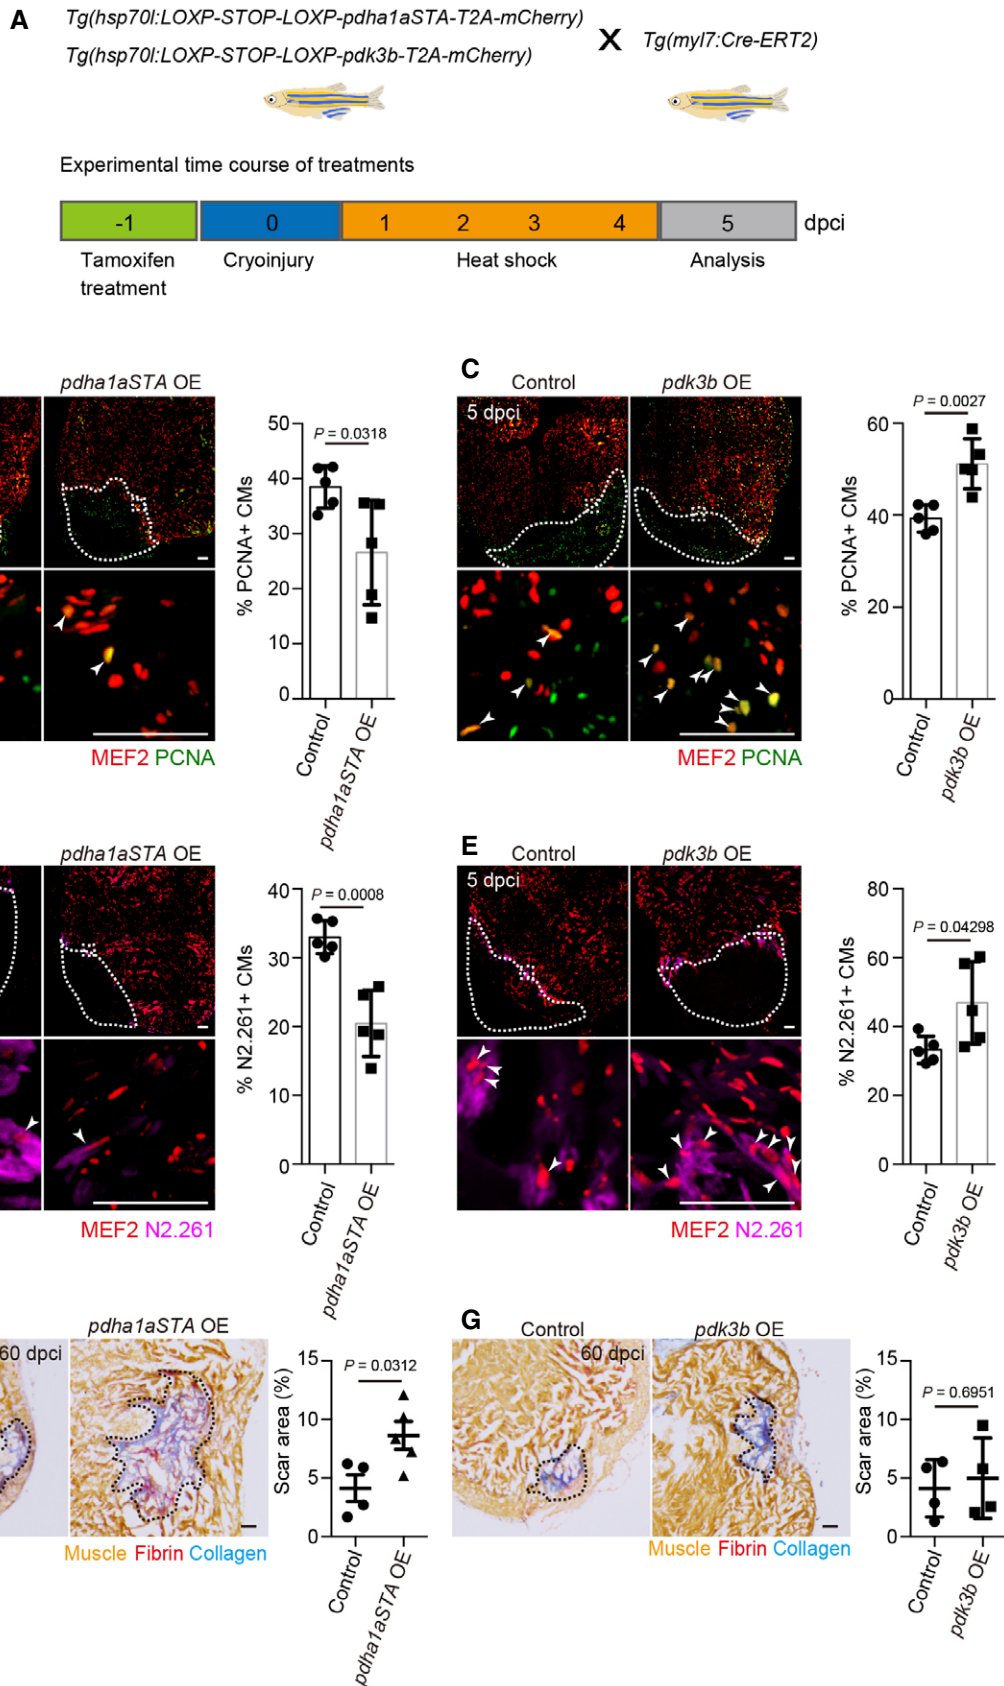 A
Tg(hsp70l:LOXP-STOP-LOXP-pdha1aSTA-T2A-mCherry)
Tg(hsp70l:LOXP-STOP-LOXP-pdk3b-T2A-mCherry)
X Tg(myl7:Cre-ERT2)
Experimental time course of treatments
-1 0 1 2 3 4 5 dpci
Tamoxifen treatment
Cryoinjury
Heat shock
Analysis
pdha1aSTA OE
MEF2 PCNA
% PCNA+ CMs
50
40
30
20
10
0
P = 0.0318
Control
pdha1aSTA OE
C
Control
pdk3b OE
5 dpci
MEF2 PCNA
% PCNA+ CMs
60
40
20
0
P = 0.0027
Control
pdk3b OE
pdha1aSTA OE
MEF2 N2.261
% N2.261+ CMs
40
30
20
10
0
P = 0.0008
Control
pdha1aSTA OE
E
Control
pdk3b OE
5 dpci
MEF2 N2.261
% N2.261+ CMs
80
60
40
20
0
P = 0.04298
Control
pdk3b OE
pdha1aSTA OE
60 dpci
Muscle Fibrin Collagen
Scar area (%)
15
10
5
0
P = 0.0312
Control
pdha1aSTA OE
G
Control
pdk3b OE
60 dpci
Muscle Fibrin Collagen
Scar area (%)
15
10
5
0
P = 0.6951
Control
pdk3b OE